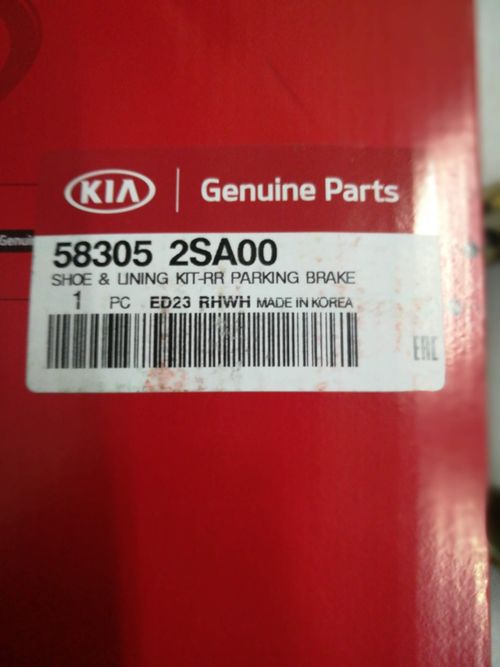 KIA Genuine Parts
Genuin
58305 2SA00
SHOE & LINING KIT-RR PARKING BRAKE
1 PC ED23 RHWH MADE IN KOREA
EAC